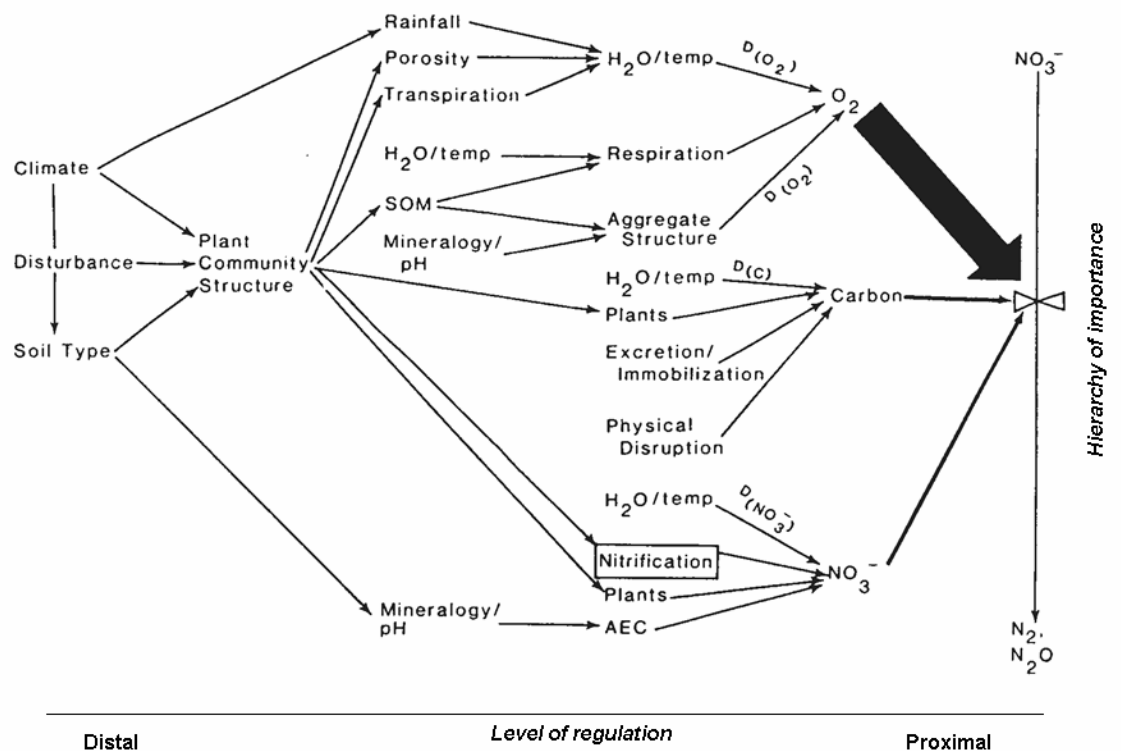 Rainfall
Porosity
Transpiration
H₂O/temp
D(O₂)
O₂
NO₃⁻
Climate
H₂O/temp
Respiration
SOM
D(O₂)
Mineralogy/
pH
Aggregate
Structure
Disturbance
Plant
Community
Structure
H₂O/temp
D(C)
Plants
Carbon
Soil Type
Excretion/
Immobilization
Physical
Disruption
Hierarchy of importance
H₂O/temp
D(NO₃⁻)
Nitrification
NO₃⁻
Plants
Mineralogy/
pH
AEC
N₂,
N₂O
Distal
Level of regulation
Proximal